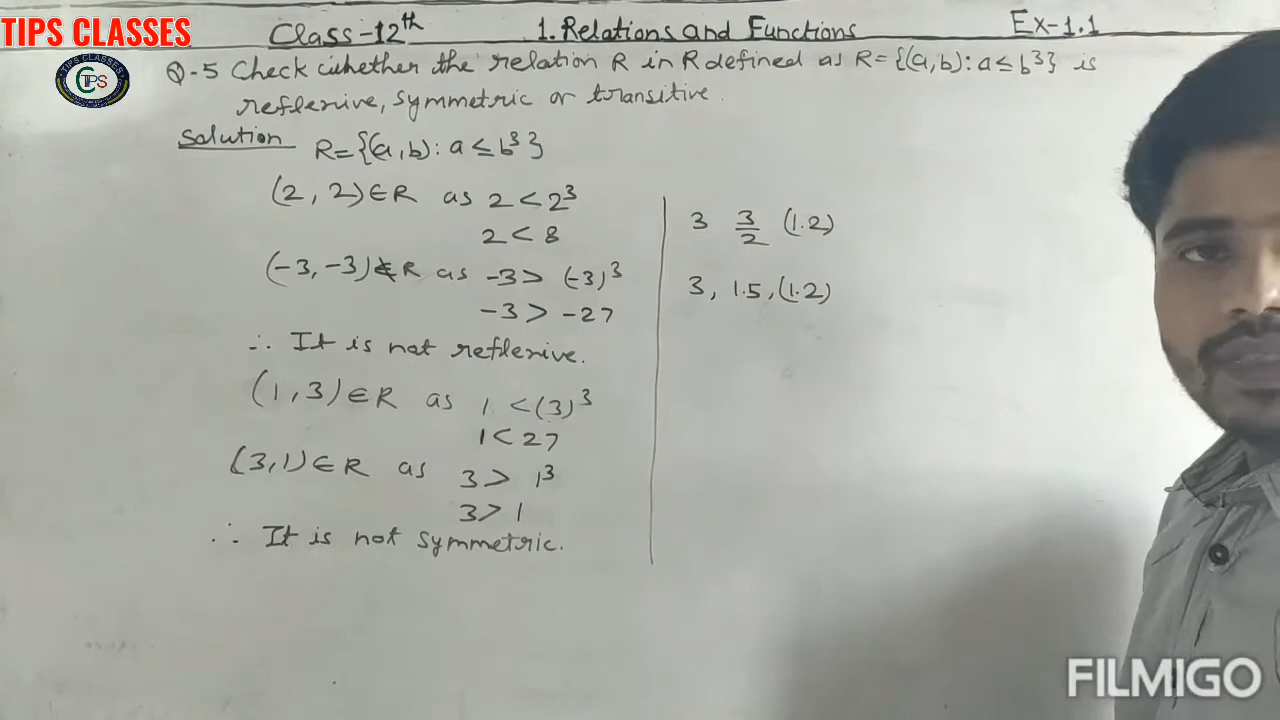 TIPS CLASSES
Class-12th 1. Relations and Functions Ex-1.1
TIPS CLASSES
TPS
Q-5 Check whether the relation R in R defined as R={(a,b): a≤b³} is
reflexive, symmetric or transitive.
Solution R={(a,b): a≤b³}
(2,2)∈R as 2<2³
2<8
(-3,-3)∉R as -3>(-3)³
-3>-27
∴ It is not reflexive.
(1,3)∈R as 1<(3)³
1<27
(3,1)∈R as 3>1³
3>1
∴ It is not symmetric.
3 3/2 (1.2)
3, 1.5, (1.2)
FILMIGO